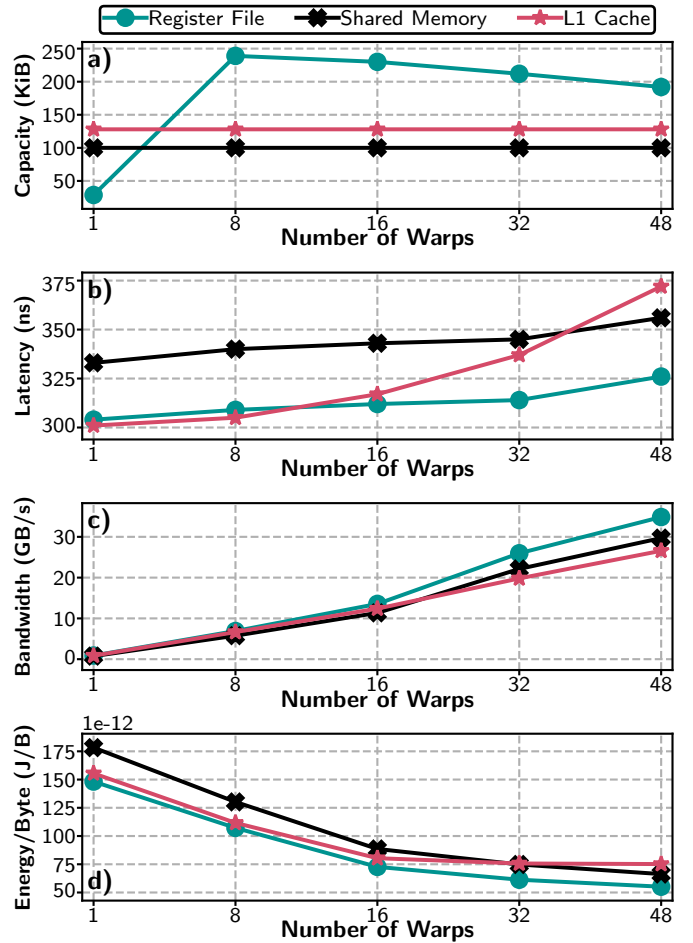 Register File Shared Memory L1 Cache
a)
Capacity (KiB)
250
200
150
100
50
1 8 16 32 48
Number of Warps
b)
Latency (ns)
375
350
325
300
1 8 16 32 48
Number of Warps
c)
Bandwidth (GB/s)
30
20
10
0
1 8 16 32 48
Number of Warps
1e-12
Energy/Byte (J/B)
175
150
125
100
75
50
d)
1 8 16 32 48
Number of Warps